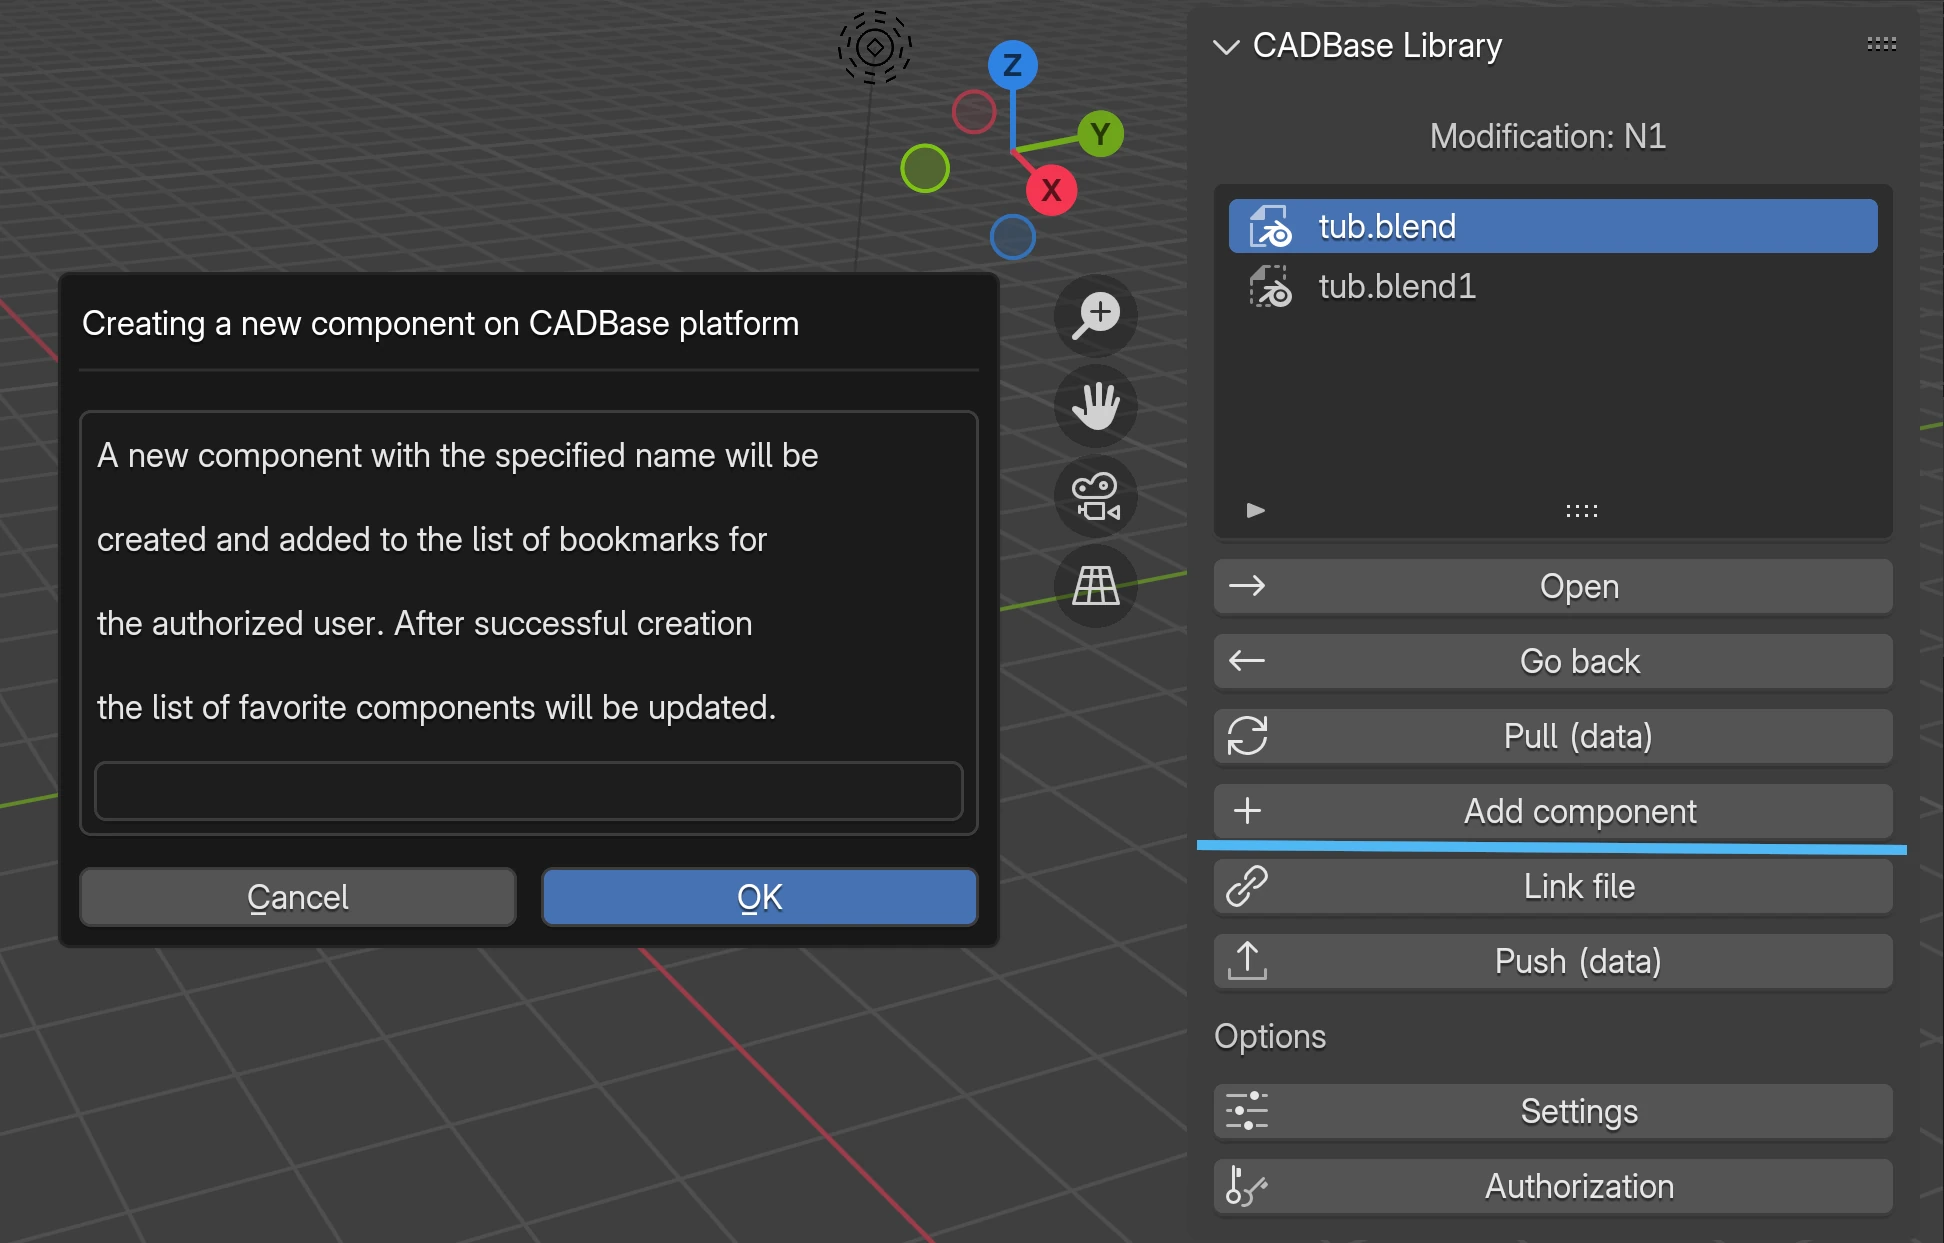 Z
Y
X
Creating a new component on CADBase platform
A new component with the specified name will be
created and added to the list of bookmarks for
the authorized user. After successful creation
the list of favorite components will be updated.
Cancel
OK
CADBase Library
Modification: N1
tub.blend
tub.blend1
Open
Go back
Pull (data)
Add component
Link file
Push (data)
Options
Settings
Authorization